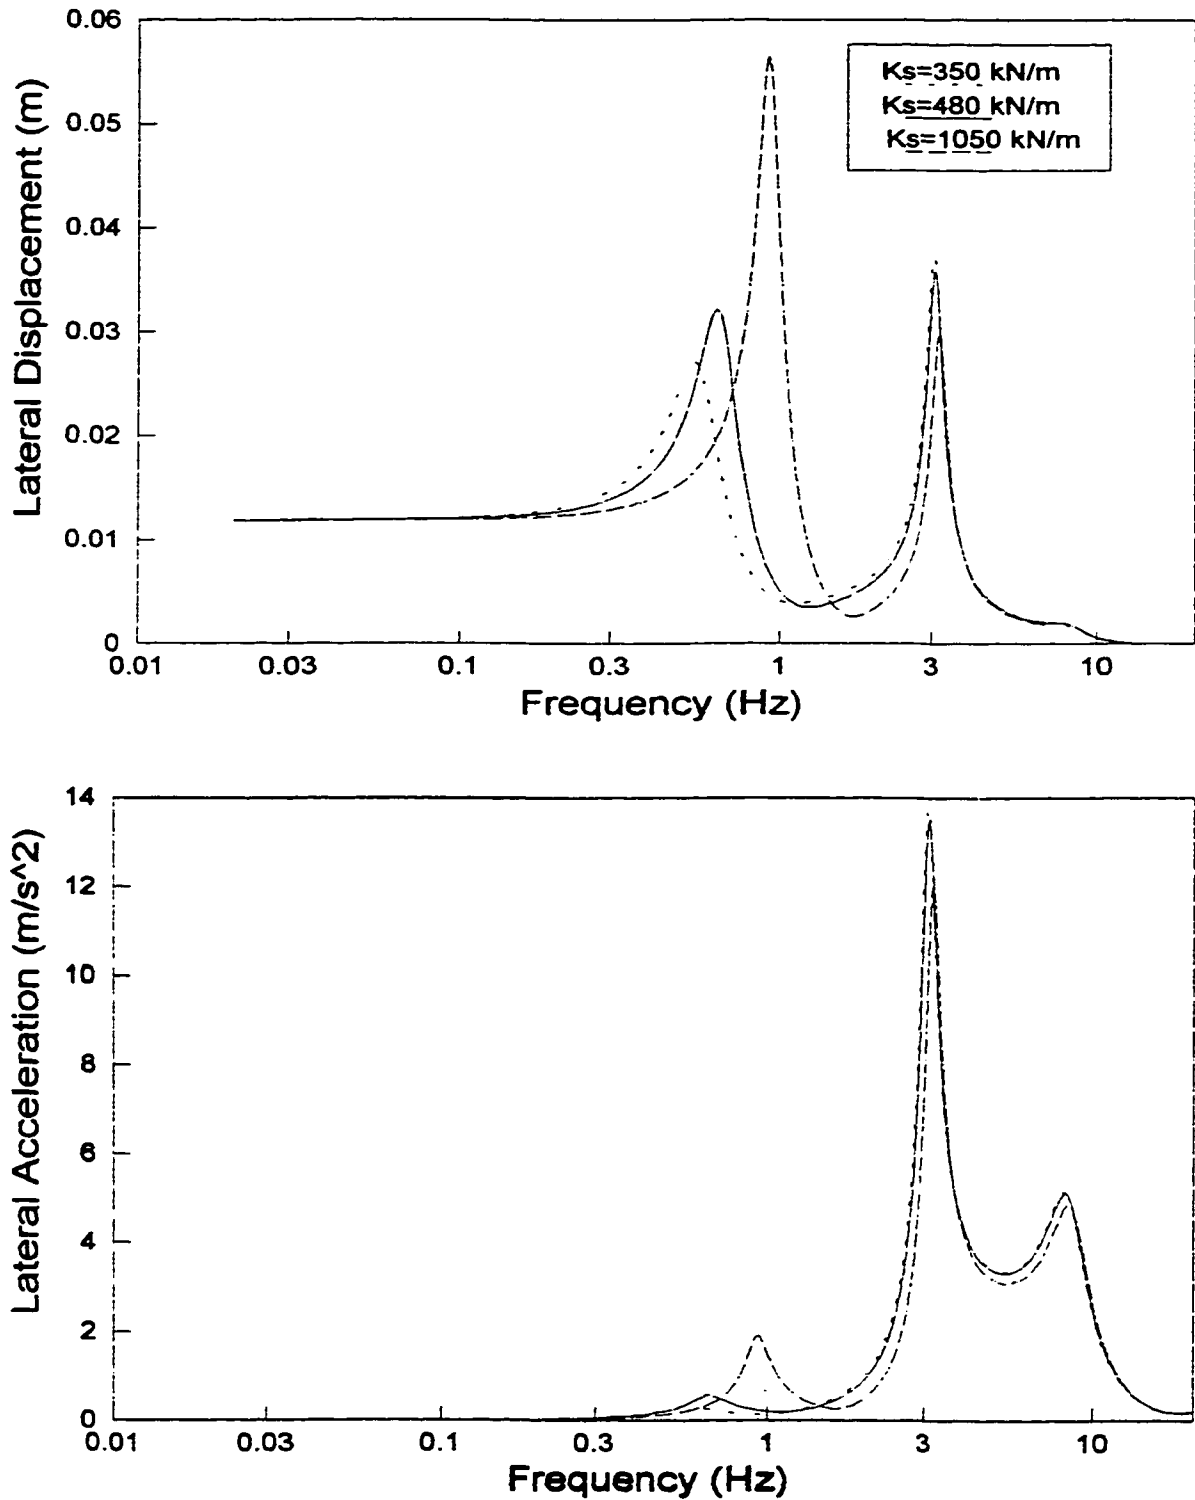 0.06
0.05
0.04
0.03
0.02
0.01
0
Lateral Displacement (m)
Ks=350 kN/m
Ks=480 kN/m
Ks=1050 kN/m
0.01 0.03 0.1 0.3 1 3 10
Frequency (Hz)
14
12
10
8
6
4
2
0
Lateral Acceleration (m/s^2)
0.01 0.03 0.1 0.3 1 3 10
Frequency (Hz)